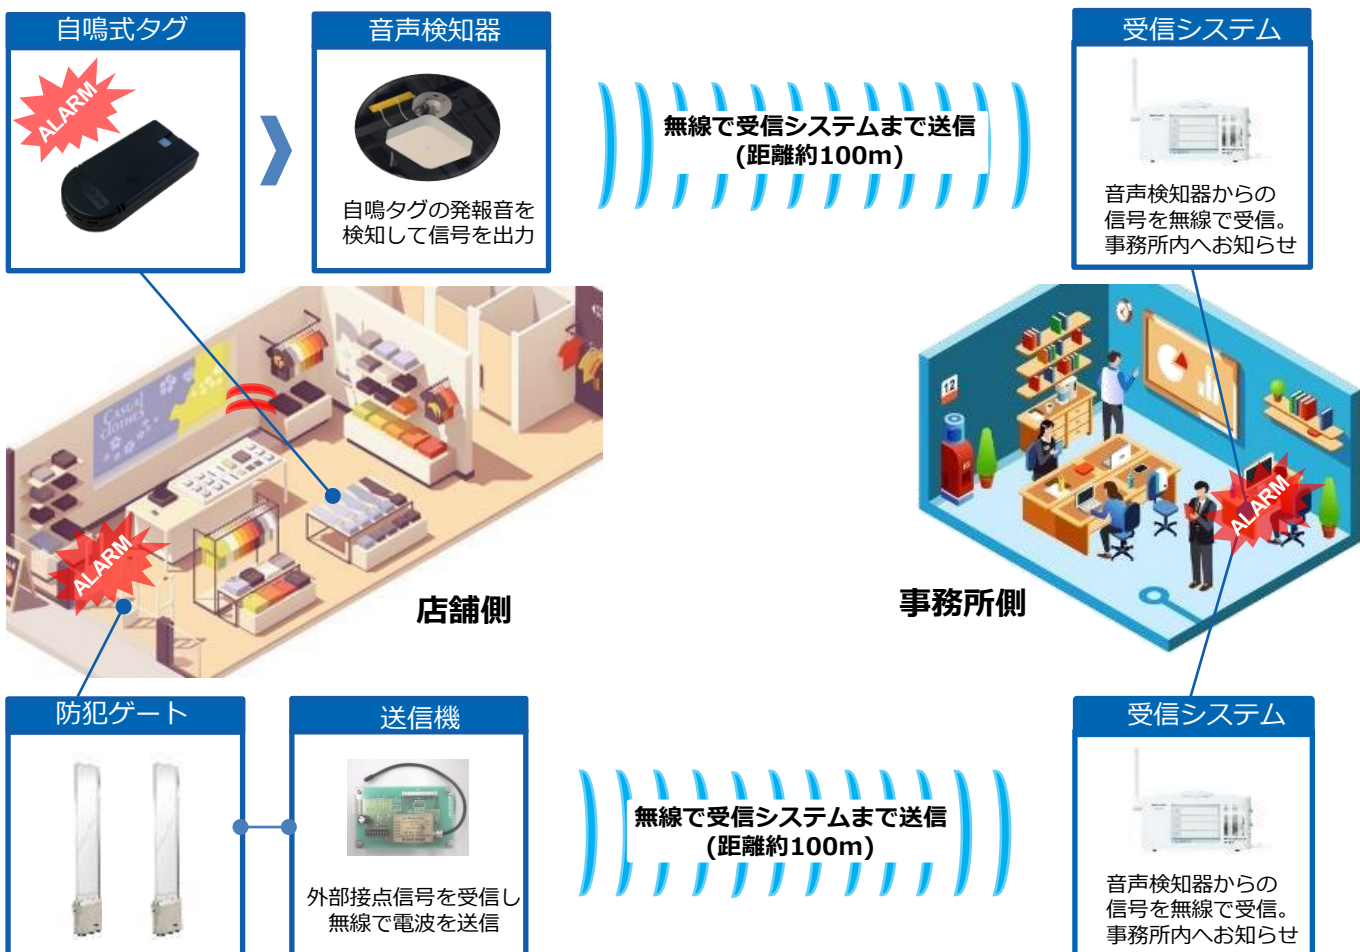 自鳴式タグ
音声検知器
受信システム
ALARM
自鳴タグの発報音を
検知して信号を出力
無線で受信システムまで送信
(距離約100m)
音声検知器からの
信号を無線で受信。
事務所内へお知らせ
CASUAL
CLOTHES
12
ALARM
ALARM
店舗側
事務所側
防犯ゲート
送信機
受信システム
外部接点信号を受信し
無線で電波を送信
無線で受信システムまで送信
(距離約100m)
音声検知器からの
信号を無線で受信。
事務所内へお知らせ